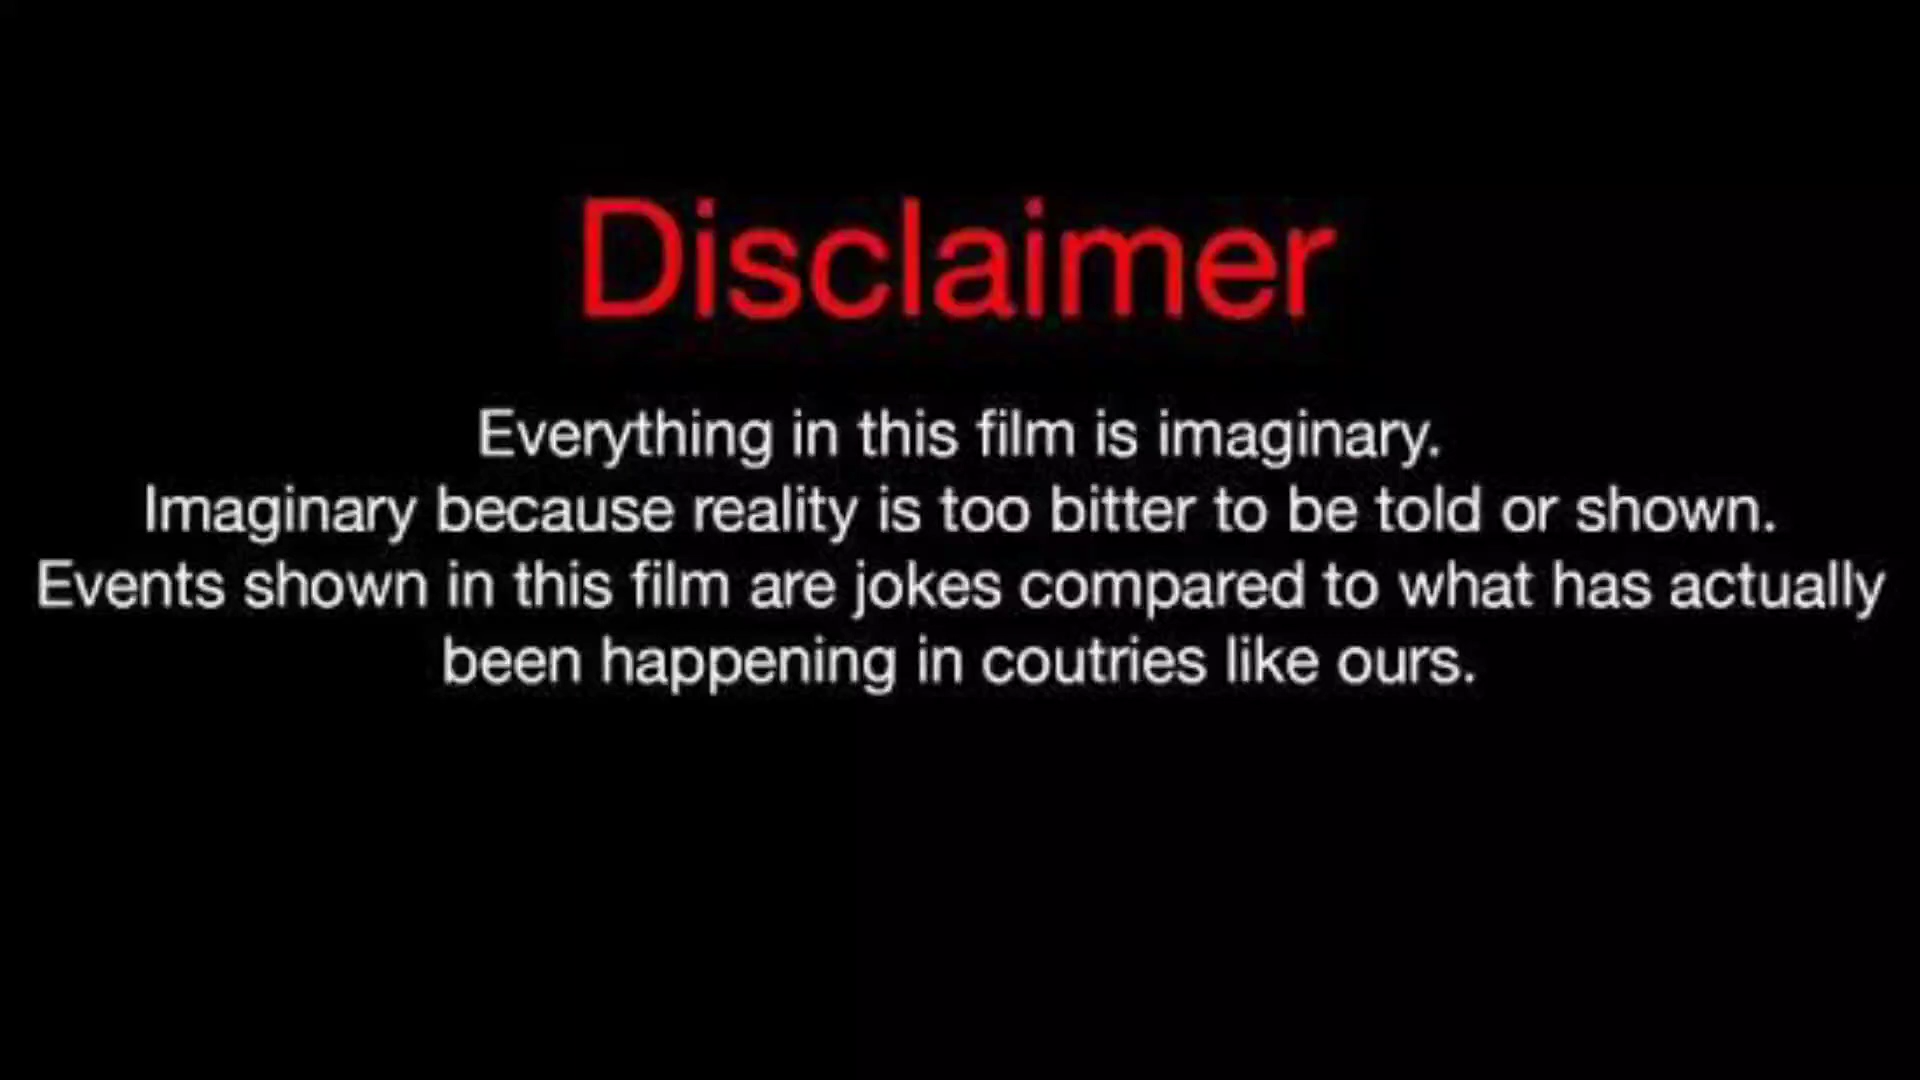 Disclaimer
Everything in this film is imaginary.
Imaginary because reality is too bitter to be told or shown.
Events shown in this film are jokes compared to what has actually
been happening in coutries like ours.